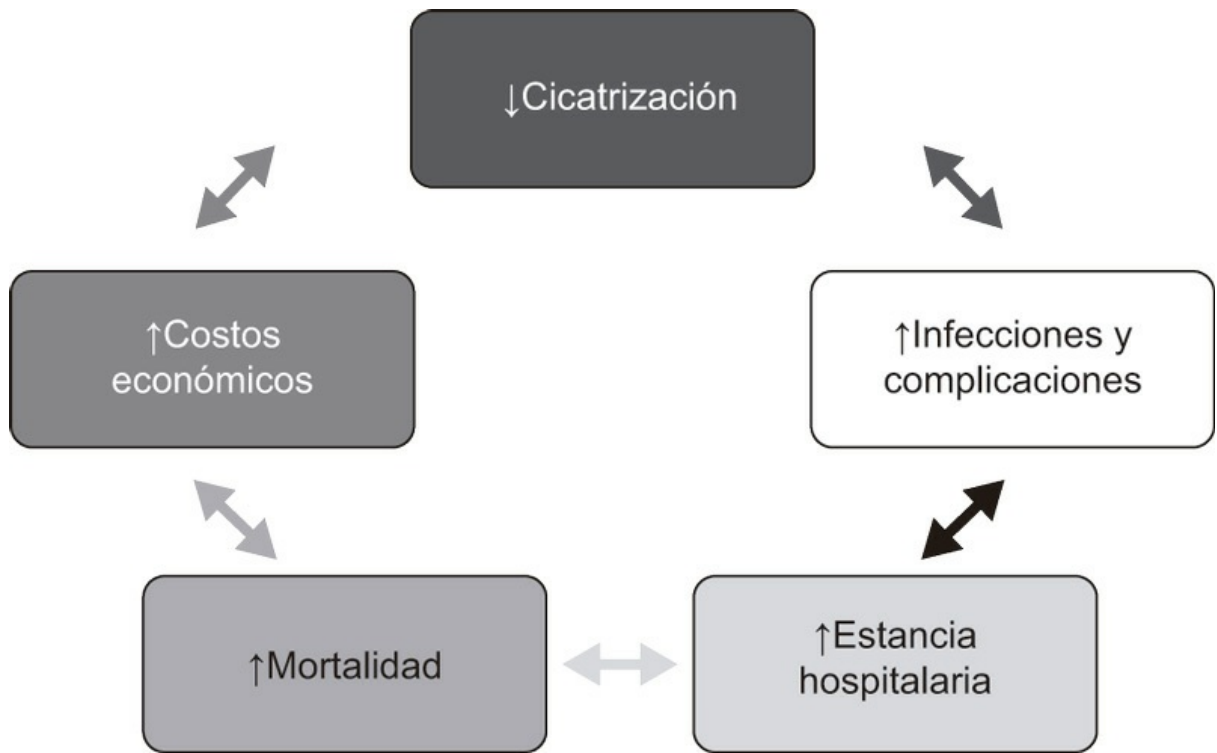 ↓Cicatrización
↑Costos
económicos
↑Infecciones y
complicaciones
↑Mortalidad
↑Estancia
hospitalaria